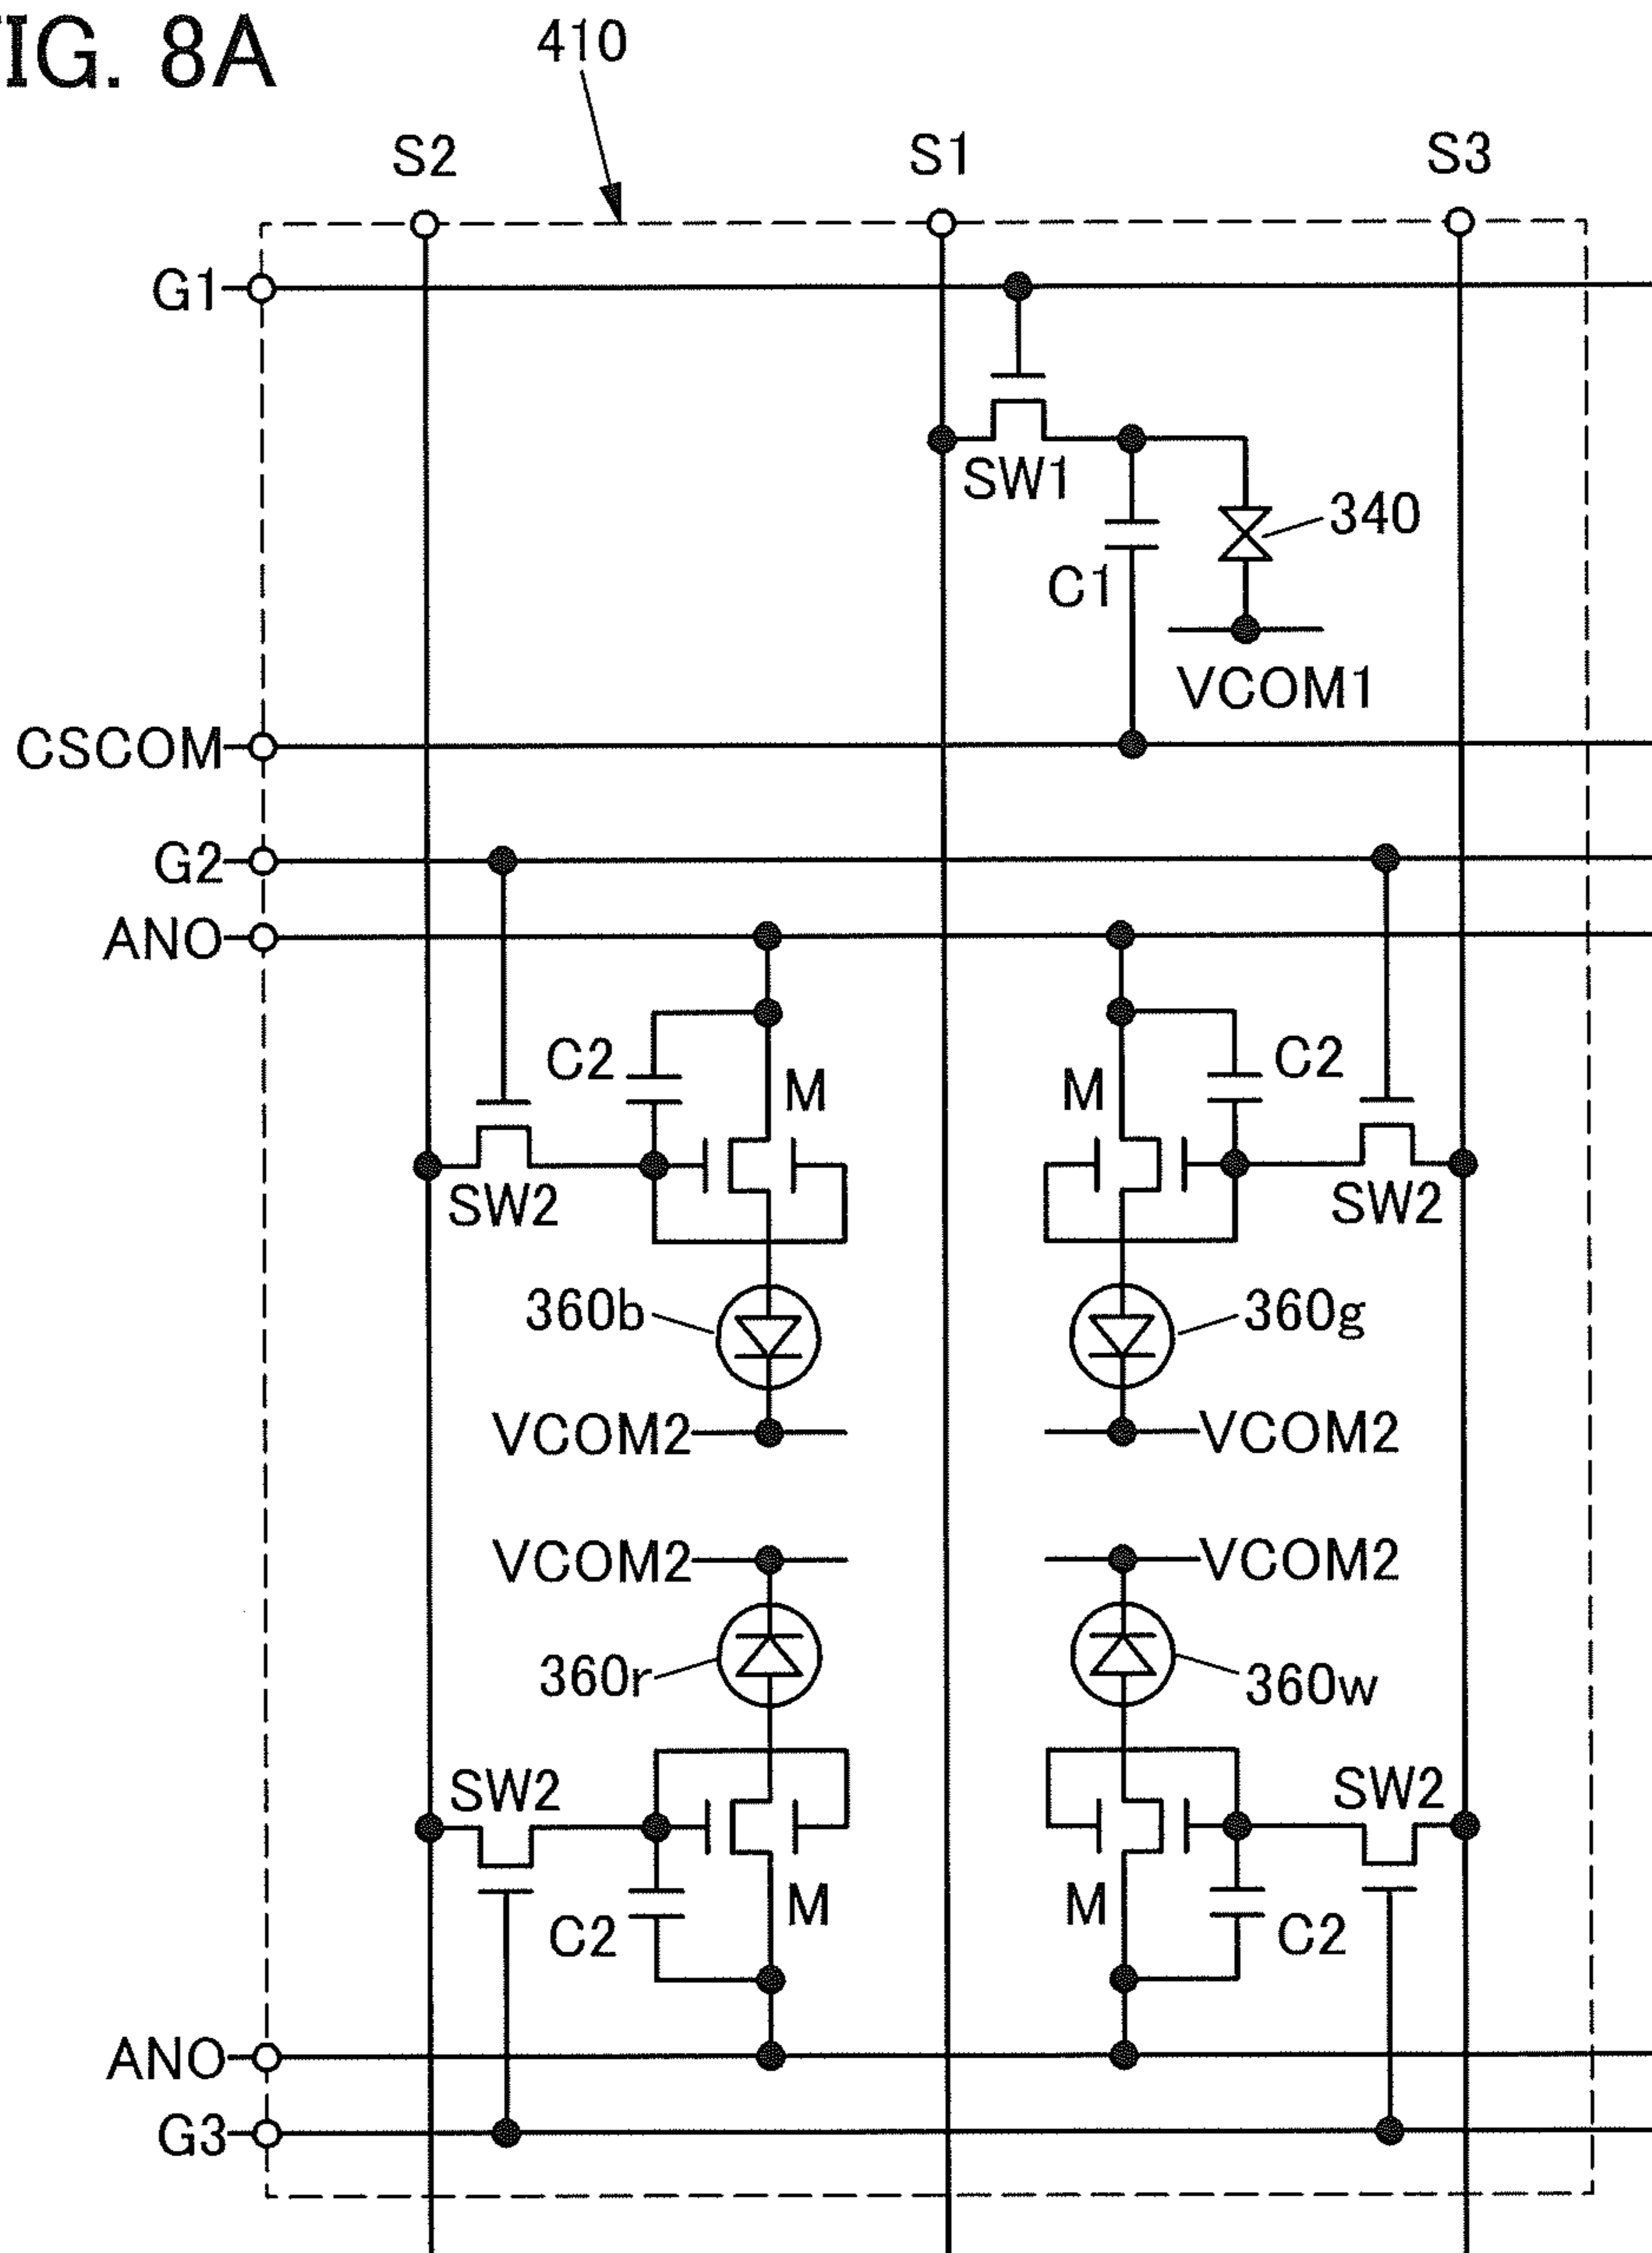 FIG. 8A
410
S2 S1 S3
G1
SW1
340
C1
VCOM1
CSCOM
G2
ANO
C2 M M C2
SW2 SW2
360b 360g
VCOM2 VCOM2
VCOM2 VCOM2
360r 360w
SW2 SW2
C2 M M C2
ANO
G3